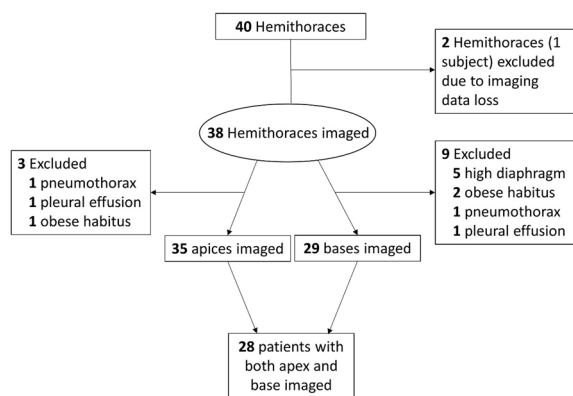 40 Hemithoraces
2 Hemithoraces (1
subject) excluded
due to imaging
data loss
38 Hemithoraces imaged
3 Excluded
1 pneumothorax
1 pleural effusion
1 obese habitus
9 Excluded
5 high diaphragm
2 obese habitus
1 pneumothorax
1 pleural effusion
35 apices imaged
29 bases imaged
28 patients with
both apex and
base imaged